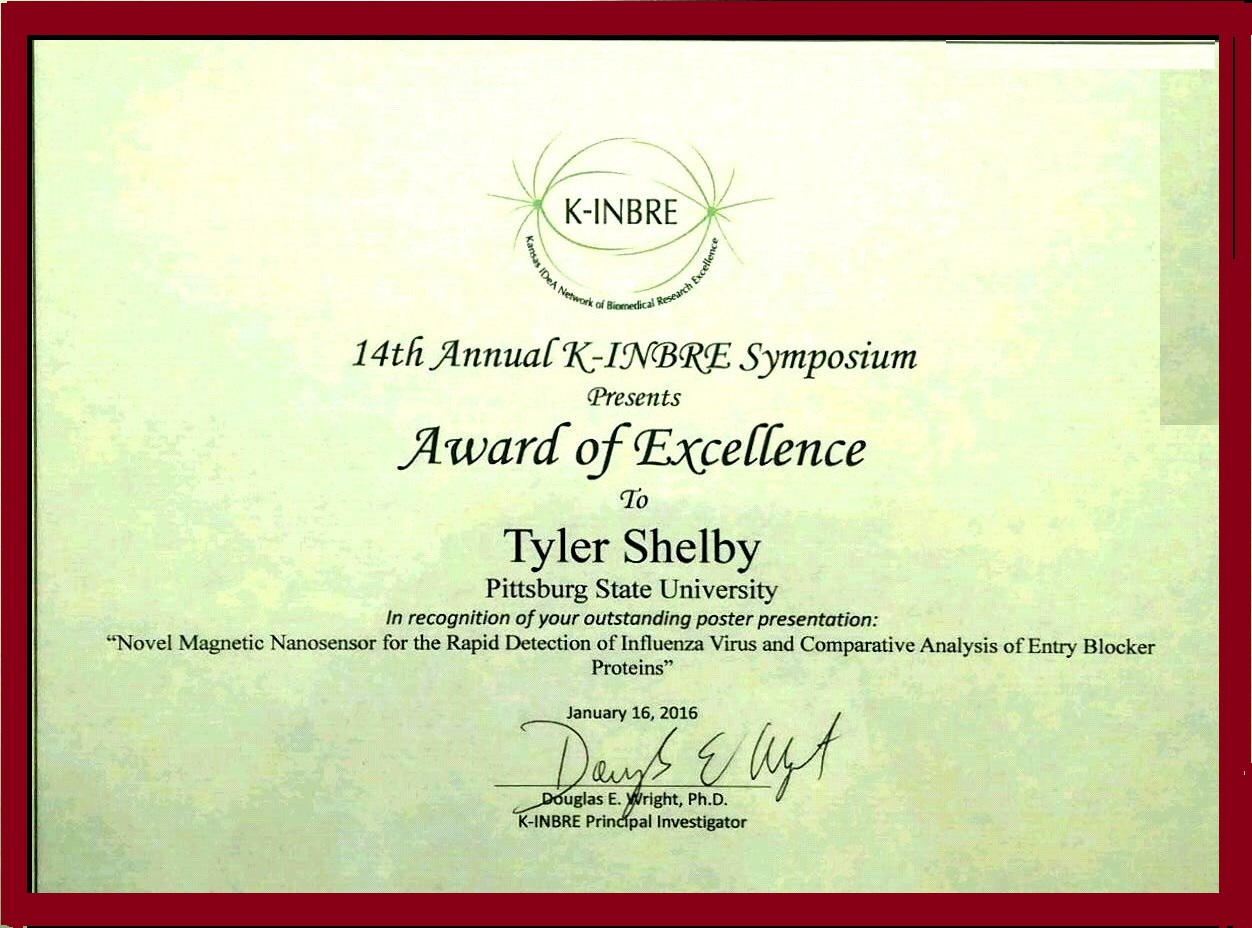 K-INBRE
Kansas IDeA Network of Biomedical Research Excellence
14th Annual K-INBRE Symposium
Presents
Award of Excellence
To
Tyler Shelby
Pittsburg State University
In recognition of your outstanding poster presentation:
“Novel Magnetic Nanosensor for the Rapid Detection of Influenza Virus and Comparative Analysis of Entry Blocker
Proteins”
January 16, 2016
Douglas E. Wright
Douglas E. Wright, Ph.D.
K-INBRE Principal Investigator